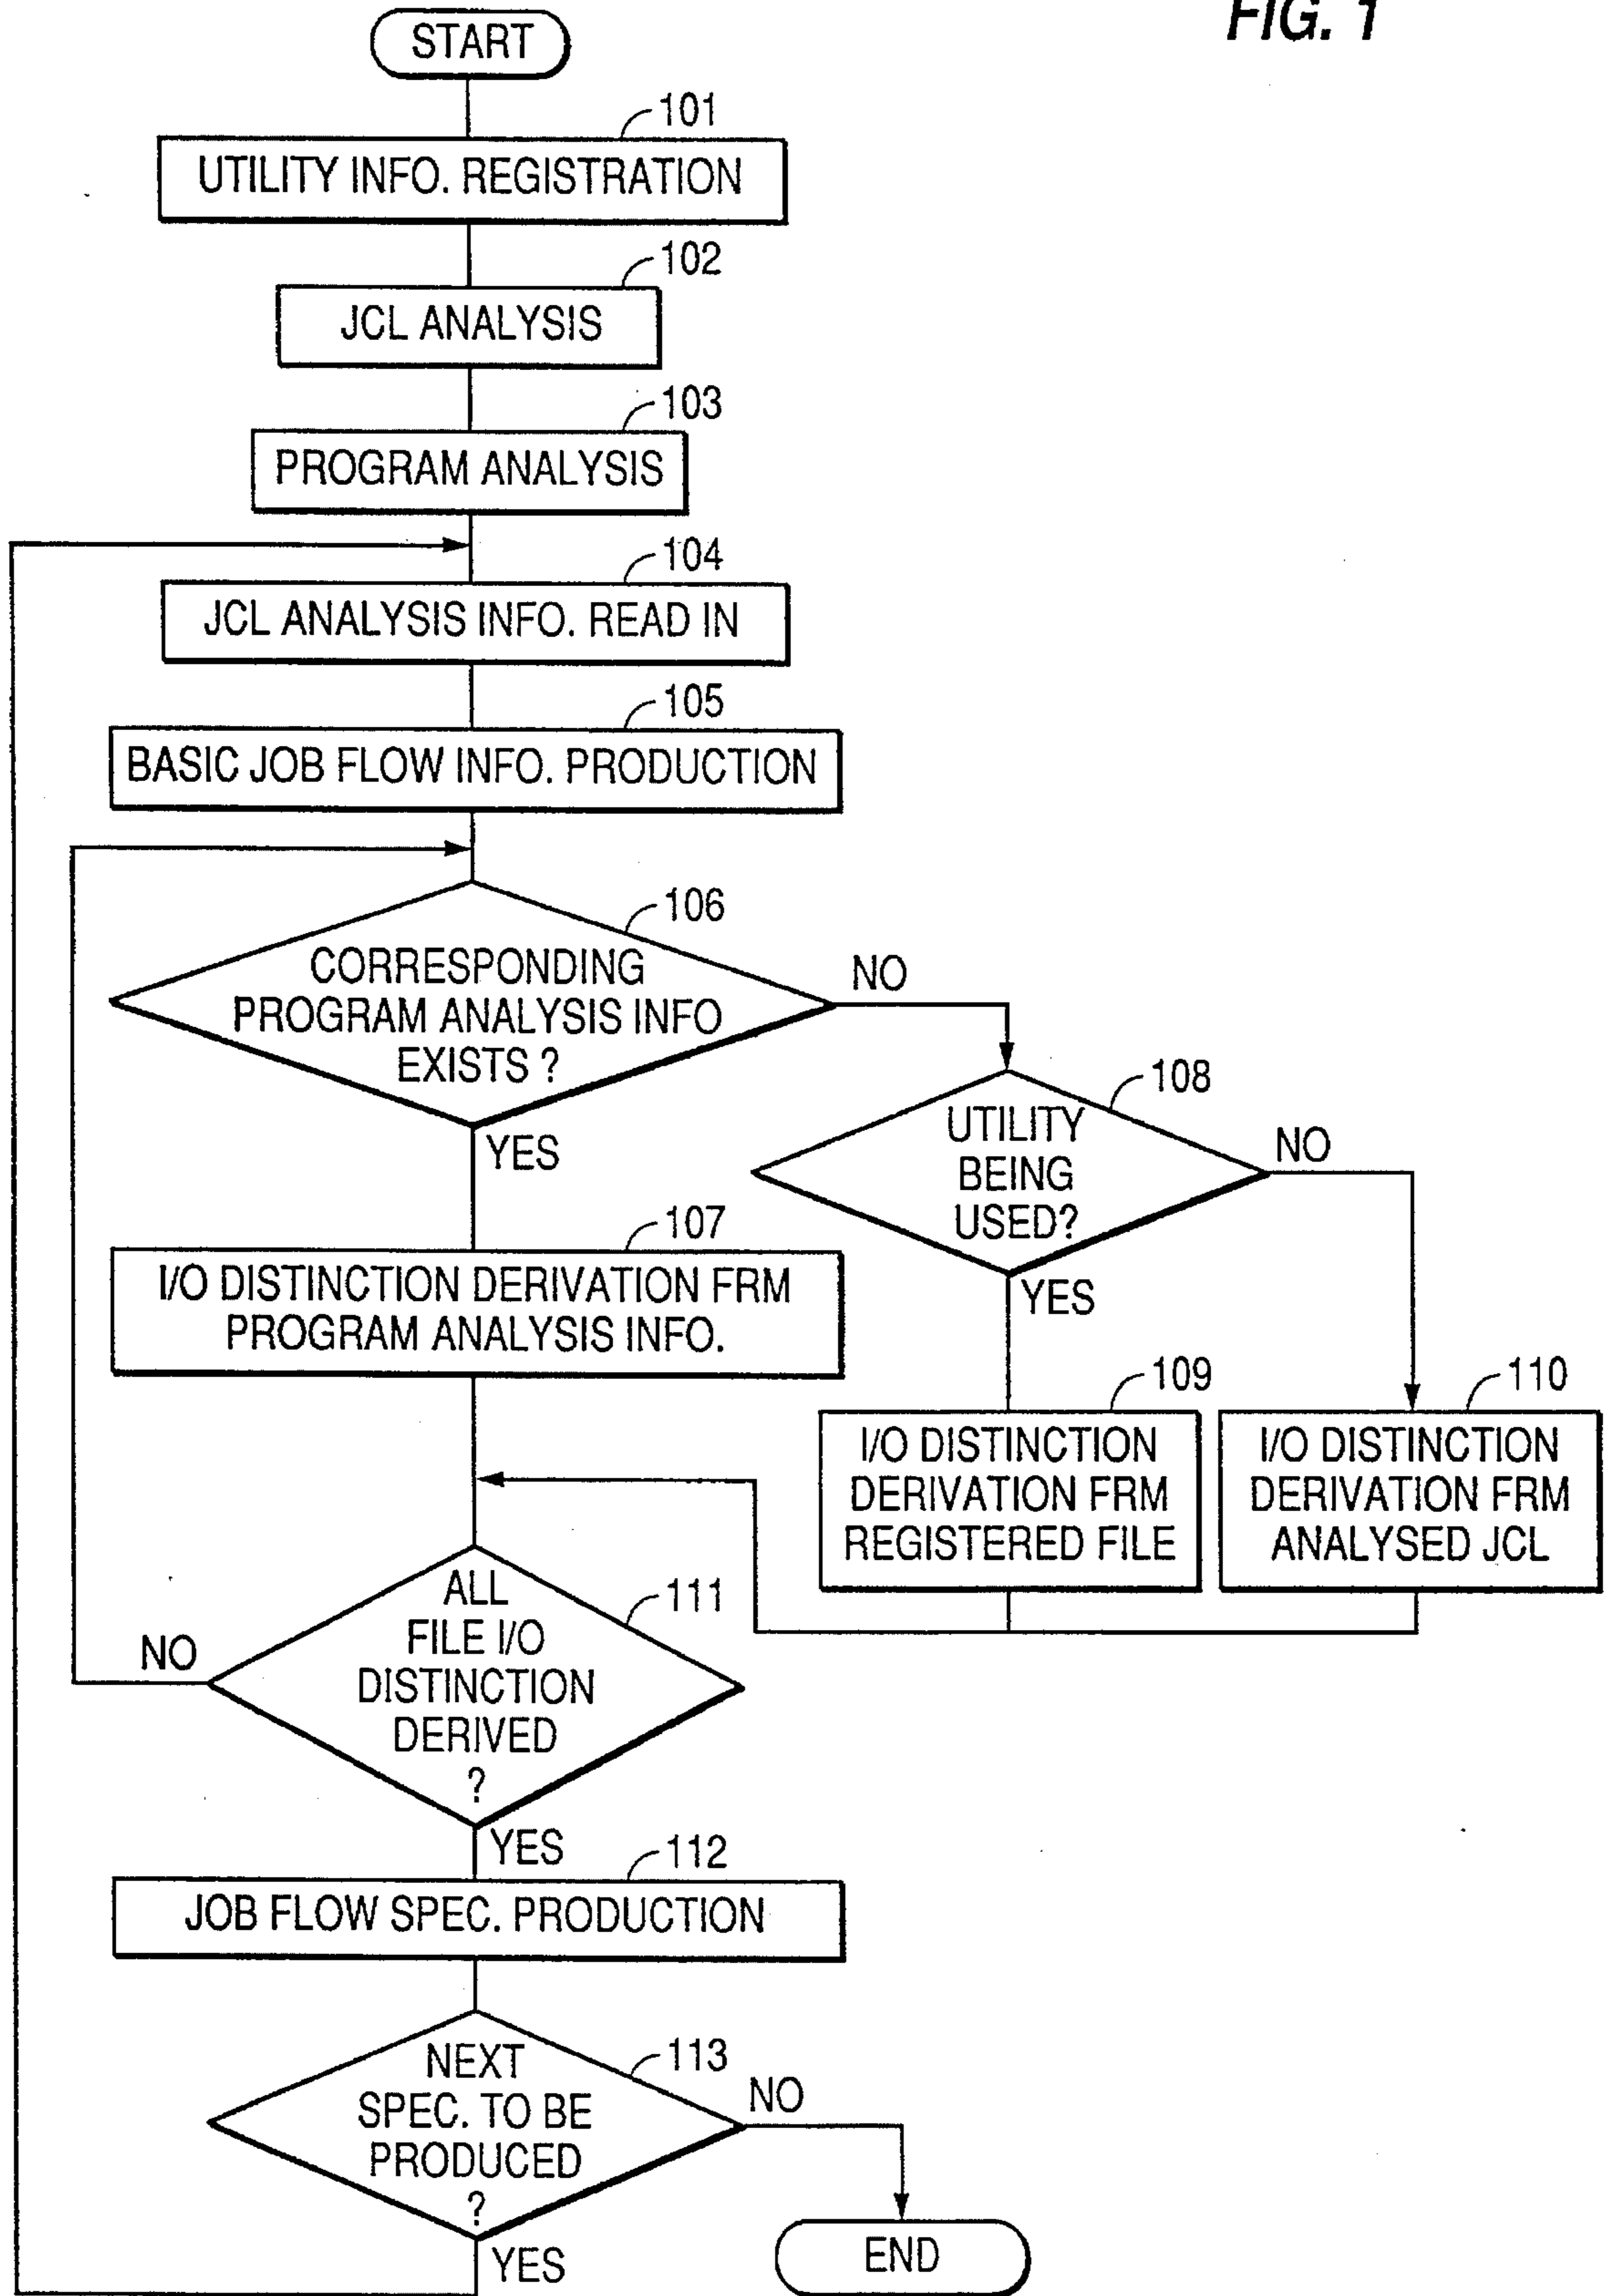 FIG. 1
START
101
UTILITY INFO. REGISTRATION
102
JCL ANALYSIS
103
PROGRAM ANALYSIS
104
JCL ANALYSIS INFO. READ IN
105
BASIC JOB FLOW INFO. PRODUCTION
106
CORRESPONDING
PROGRAM ANALYSIS INFO
EXISTS ?
NO
YES
108
UTILITY
BEING
USED?
NO
YES
107
I/O DISTINCTION DERIVATION FRM
PROGRAM ANALYSIS INFO.
109
I/O DISTINCTION
DERIVATION FRM
REGISTERED FILE
110
I/O DISTINCTION
DERIVATION FRM
ANALYSED JCL
111
ALL
FILE I/O
DISTINCTION
DERIVED
?
NO
YES
112
JOB FLOW SPEC. PRODUCTION
113
NEXT
SPEC. TO BE
PRODUCED
?
NO
YES
END